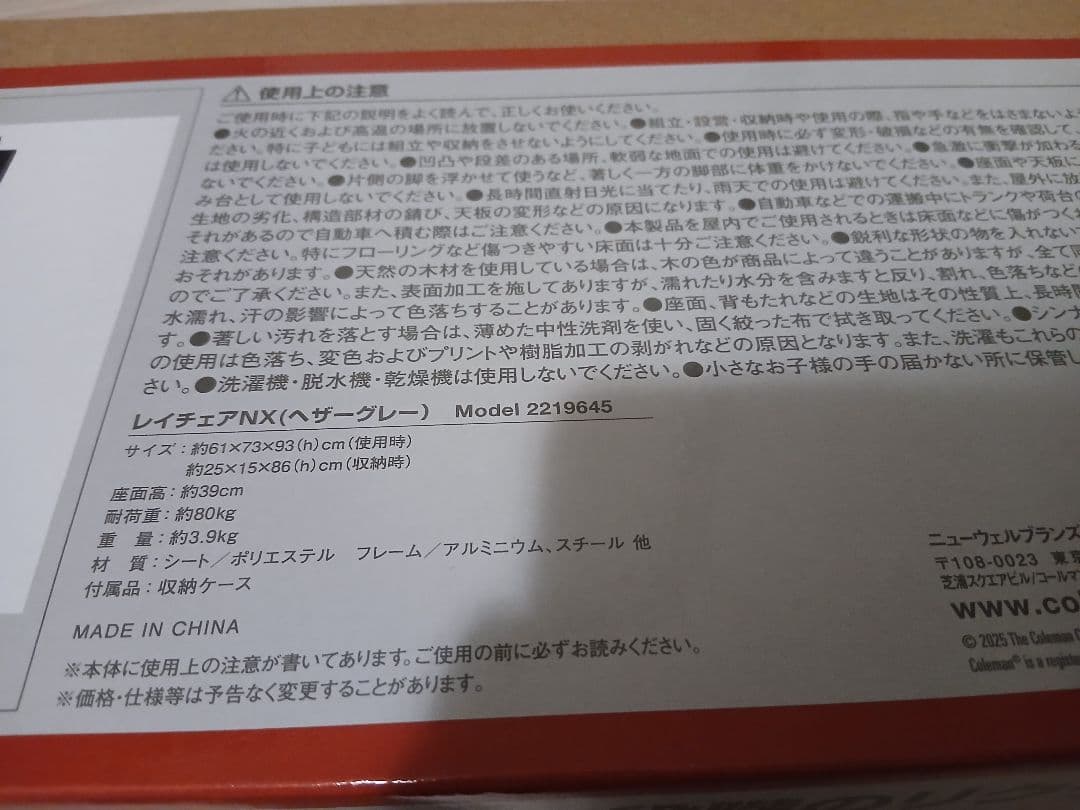 使用上の注意
ご使用時に下記の説明をよく読んで、正しくお使いください。
●火の近くおよび高温の場所に放置しないでください。●組立・設営・収納時や使用の際、指や手などをはさまないよ
ださい。特に子どもには組立や収納をさせないようにしてください。●使用時に必ず変形・破損などの有無を確認して、
は使用しないでください。●凹凸や段差のある場所、軟弱な地面での使用は避けてください。●急激に衝撃が加わる
ないでください。●片側の脚を浮かせて使うなど、著しく一方の脚部に体重をかけないでください。●座面や天板に
み台として使用しないでください。●長時間直射日光に当てたり、雨天での使用は避けてください。また、屋外に放
生地の劣化、構造部材の錆び、天板の変形などの原因になります。●自動車などでの運搬中にトランクや荷台の
それがあるので自動車へ積む際はご注意ください。●本製品を屋内でご使用されるときは床面などに傷がつく
注意ください。特にフローリングなど傷つきやすい床面は十分ご注意ください。●鋭利な形状の物を入れない
おそれがあります。●天然の木材を使用している場合は、木の色が商品によって違うことがありますが、全て同
のでご了承ください。また、表面加工を施してありますが、濡れたり水分を含みますと反り、割れ、色落ちなど
水濡れ、汗の影響によって色落ちすることがあります。●座面、背もたれなどの生地はその性質上、長時間
す。●著しい汚れを落とす場合は、薄めた中性洗剤を使い、固く絞った布で拭き取ってください。●シンナ
の使用は色落ち、変色およびプリントや樹脂加工の剥がれなどの原因となります。また、洗濯もこれらの
さい。●洗濯機・脱水機・乾燥機は使用しないでください。●小さなお子様の手の届かない所に保管し
レイチェアNX(ヘザーグレー) Model 2219645
サイズ：約61×73×93(h)cm(使用時)
約25×15×86(h)cm(収納時)
座面高：約39cm
耐荷重：約80kg
重 量：約3.9kg
材 質：シート／ポリエステル フレーム／アルミニウム、スチール 他
付属品：収納ケース
MADE IN CHINA
※本体に使用上の注意が書いてあります。ご使用の前に必ずお読みください。
※価格・仕様等は予告なく変更することがあります。
ニューウェルブランズ
〒108-0023 東京
芝浦スクエアビル/コールマ
www.co
© 2025 The Coleman C
Coleman® is a registe